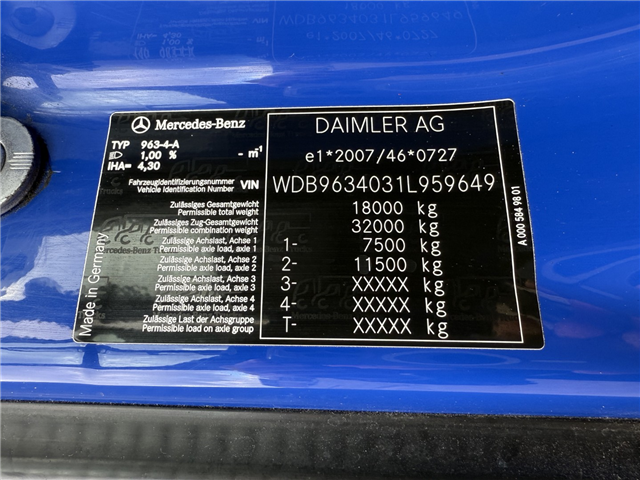 Mercedes-Benz
DAIMLER AG
TYP 963-4-A
1,00 % - m⁻¹
IHA= 4,30
e1*2007/46*0727
Fahrzeugidentifizierungsnummer
Vehicle Identification Number VIN WDB9634031L959649
Zulässiges Gesamtgewicht
Permissible total weight 18000 kg
Zulässiges Zug-Gesamtgewicht
Permissible combination weight 32000 kg
Zulässige Achslast, Achse 1
Permissible axle load, axle 1 1- 7500 kg
Zulässige Achslast, Achse 2
Permissible axle load, axle 2 2- 11500 kg
Zulässige Achslast, Achse 3
Permissible axle load, axle 3 3- XXXXX kg
Zulässige Achslast, Achse 4
Permissible axle load, axle 4 4- XXXXX kg
Zulässige Last der Achsgruppe
Permissible load on axle group T- XXXXX kg
Made in Germany
A 000 584 98 01